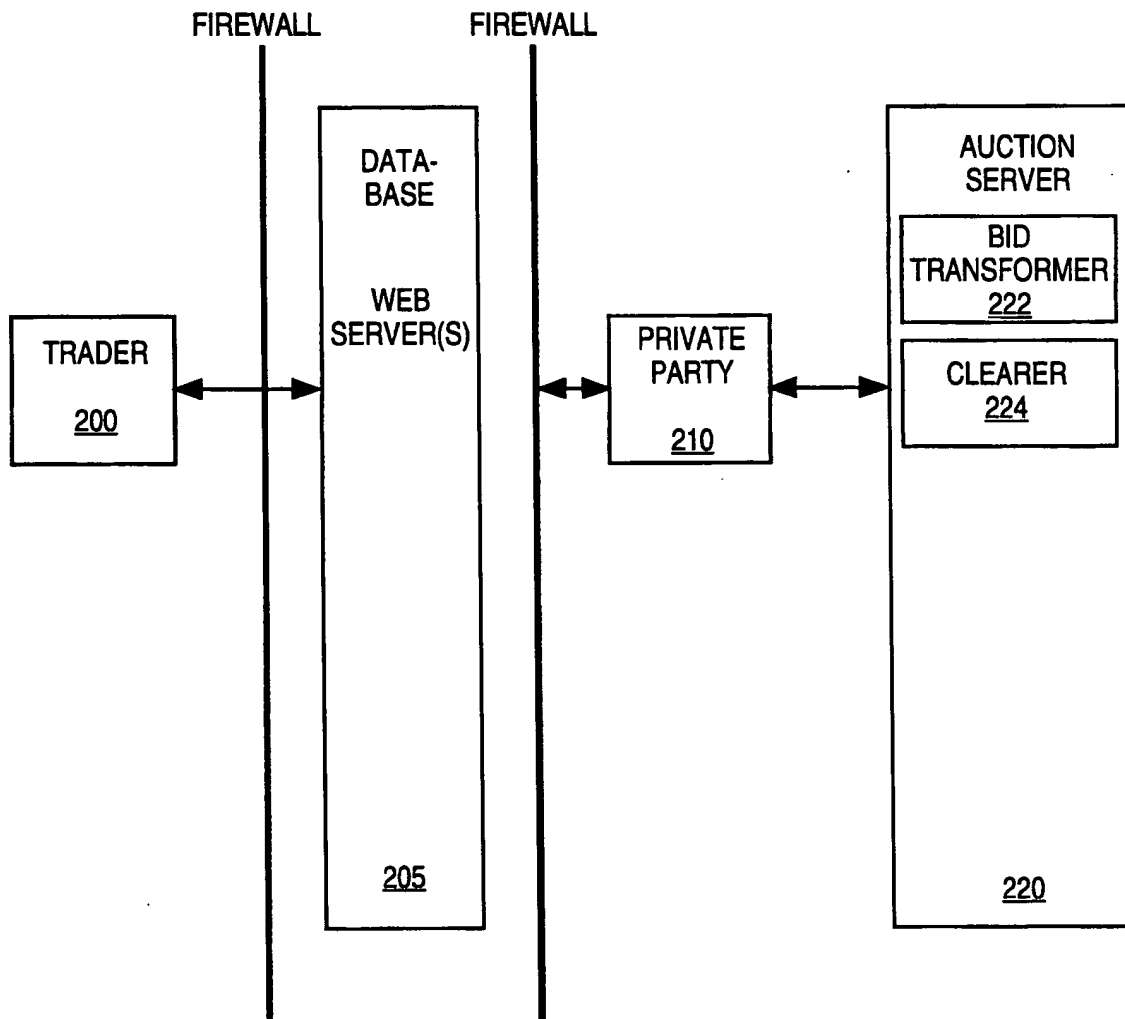 FIREWALL
FIREWALL
DATA-
BASE
WEB
SERVER(S)
205
TRADER
200
PRIVATE
PARTY
210
AUCTION
SERVER
BID
TRANSFORMER
222
CLEARER
224
220